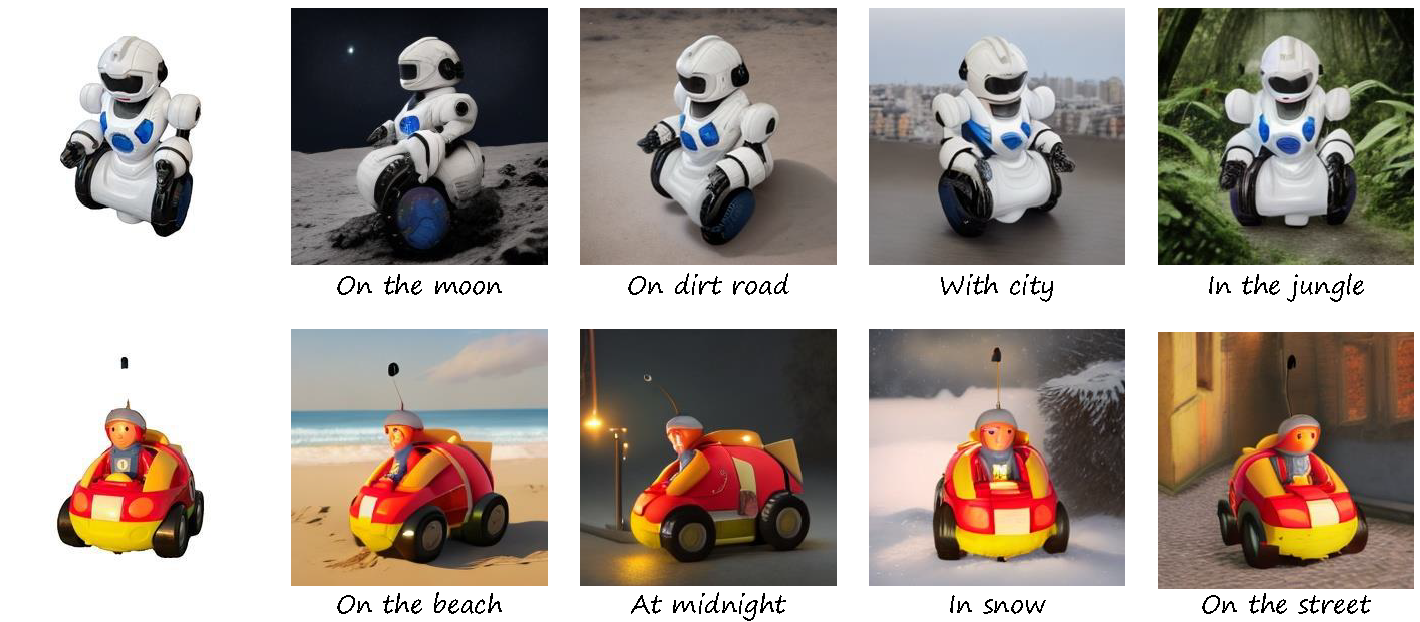 On the moon
On dirt road
With city
In the jungle
On the beach
At midnight
In snow
On the street